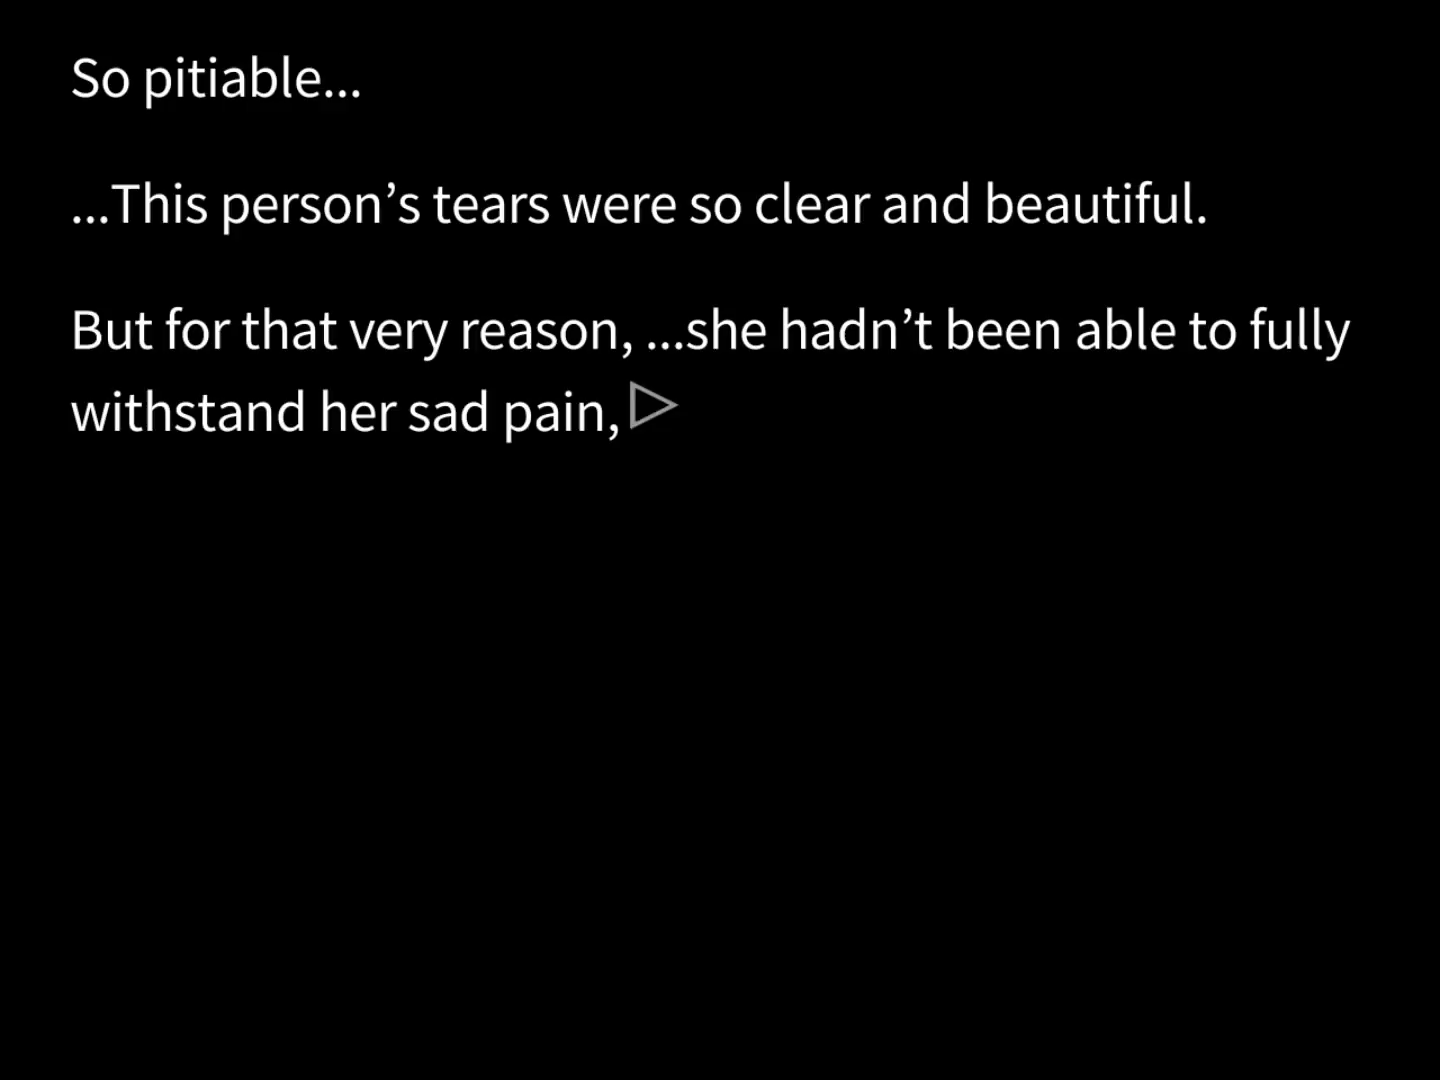 So pitiable...
...This person’s tears were so clear and beautiful.
But for that very reason, ...she hadn’t been able to fully
withstand her sad pain,